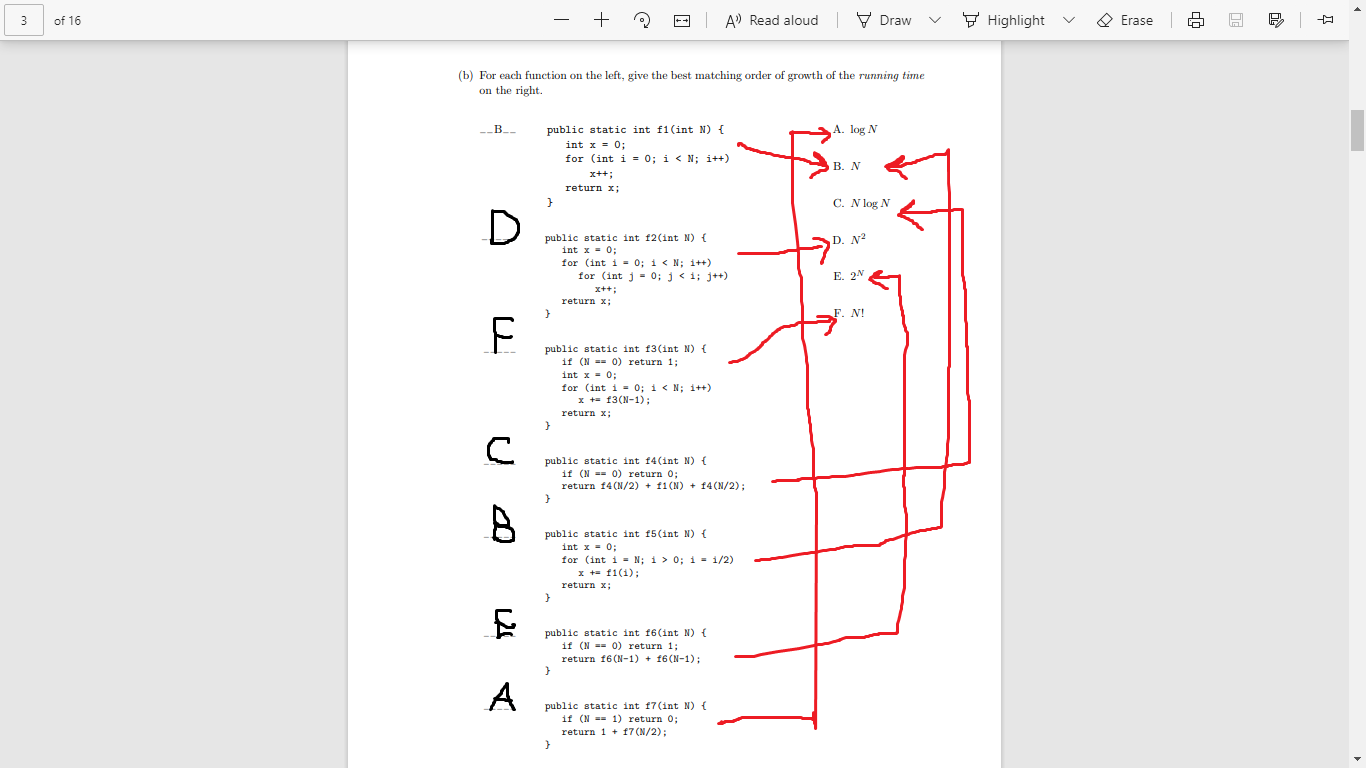 3 of 16 Read aloud Draw Highlight Erase
(b) For each function on the left, give the best matching order of growth of the running time
on the right.
__B__ public static int f1(int N) {
int x = 0;
for (int i = 0; i < N; i++)
x++;
return x;
}
D
public static int f2(int N) {
int x = 0;
for (int i = 0; i < N; i++)
for (int j = 0; j < i; j++)
x++;
return x;
}
F
public static int f3(int N) {
if (N == 0) return 1;
int x = 0;
for (int i = 0; i < N; i++)
x += f3(N-1);
return x;
}
C
public static int f4(int N) {
if (N == 0) return 0;
return f4(N/2) + f1(N) + f4(N/2);
}
B
public static int f5(int N) {
int x = 0;
for (int i = N; i > 0; i = i/2)
x += f1(i);
return x;
}
E
public static int f6(int N) {
if (N == 0) return 1;
return f6(N-1) + f6(N-1);
}
A
public static int f7(int N) {
if (N == 1) return 0;
return 1 + f7(N/2);
}
A. log N
B. N
C. N log N
D. N²
E. 2ᴺ
F. N!